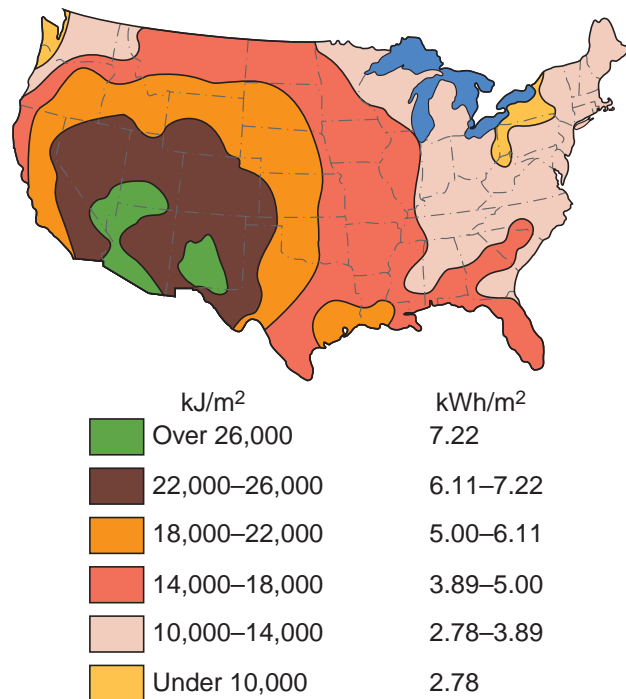 kJ/m² kWh/m²
Over 26,000 7.22
22,000–26,000 6.11–7.22
18,000–22,000 5.00–6.11
14,000–18,000 3.89–5.00
10,000–14,000 2.78–3.89
Under 10,000 2.78